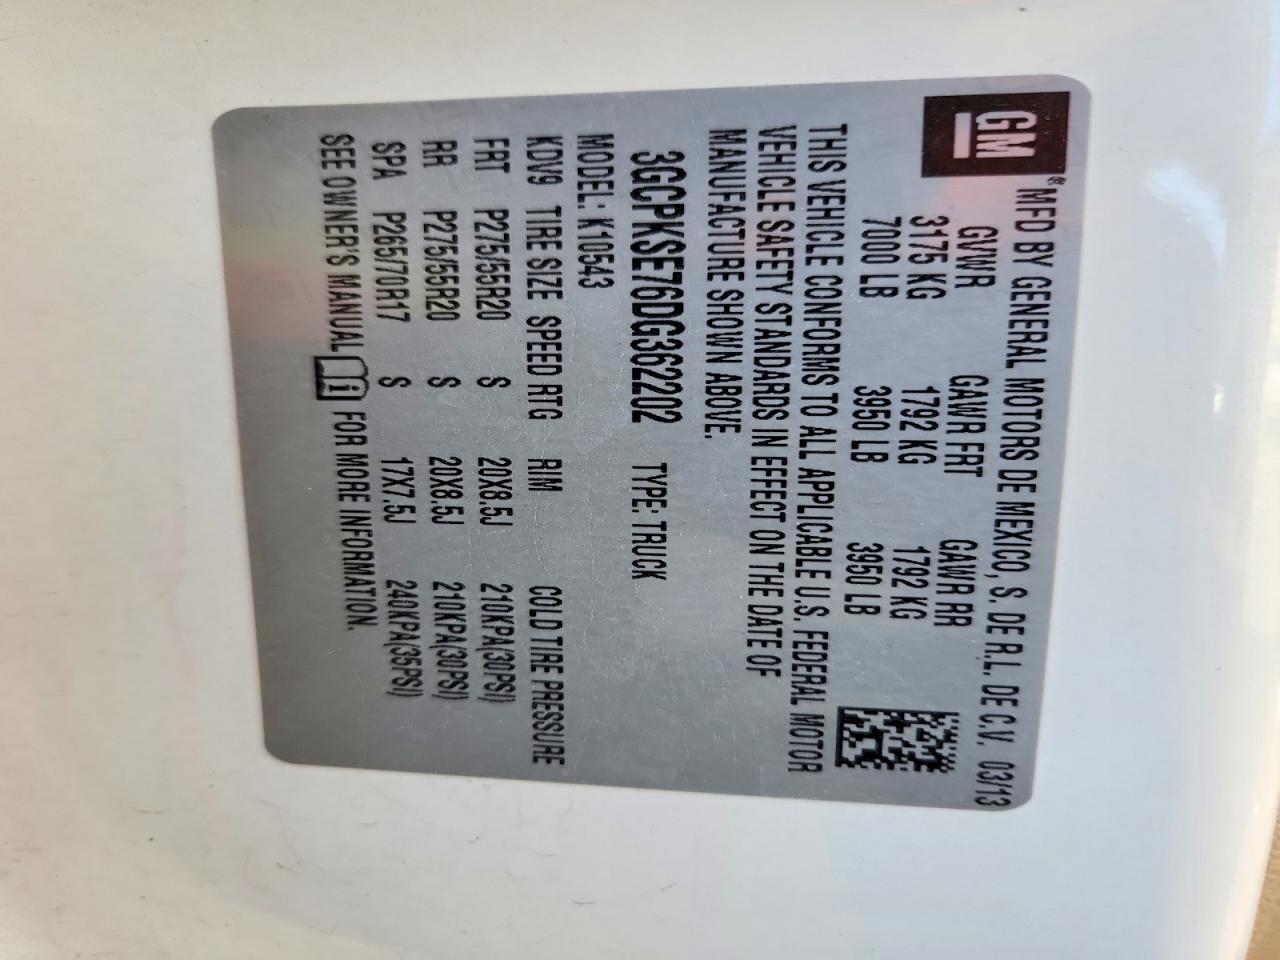 GM
®MFD BY GENERAL MOTORS DE MEXICO, S. DE R.L. DE C.V. 03/13
GVWR GAWR FRT GAWR RR
3175 KG 1792 KG 1792 KG
7000 LB 3950 LB 3950 LB
THIS VEHICLE CONFORMS TO ALL APPLICABLE U.S. FEDERAL MOTOR
VEHICLE SAFETY STANDARDS IN EFFECT ON THE DATE OF
MANUFACTURE SHOWN ABOVE.
3GCPKSE76DG362202 TYPE: TRUCK
MODEL: K10543
KDV9 TIRE SIZE SPEED RTG RIM COLD TIRE PRESSURE
FRT P275/55R20 S 20X8.5J 210KPA(30PSI)
RR P275/55R20 S 20X8.5J 210KPA(30PSI)
SPA P265/70R17 S 17X7.5J 240KPA(35PSI)
SEE OWNER'S MANUAL i FOR MORE INFORMATION.